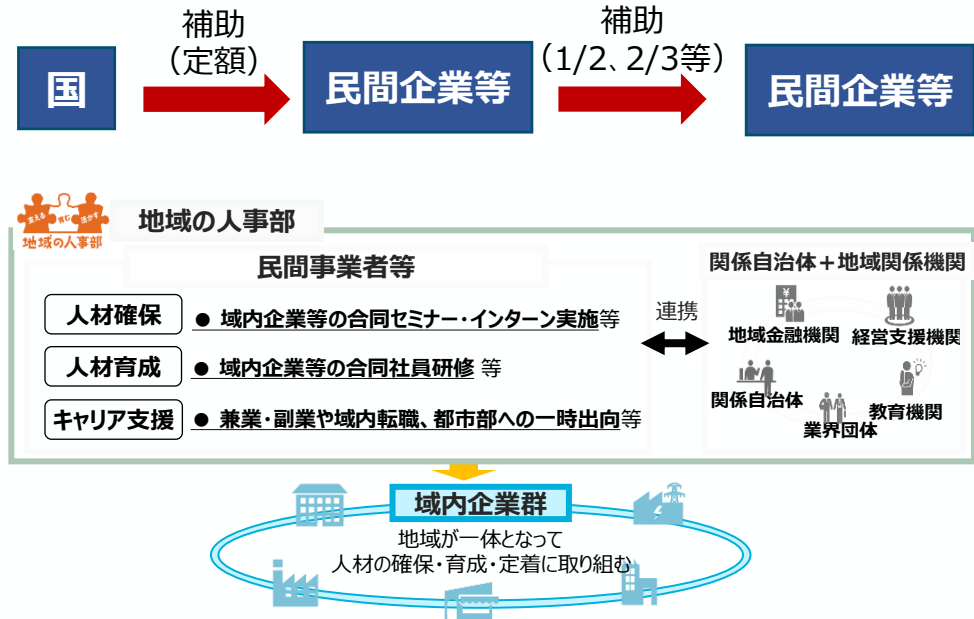 補助
（定額）
補助
（1/2、2/3等）
国
民間企業等
民間企業等
支える
育む
活かす
地域の人事部
地域の人事部
民間事業者等
関係自治体＋地域関係機関
人材確保
● 域内企業等の合同セミナー・インターン実施等
人材育成
● 域内企業等の合同社員研修 等
キャリア支援
● 兼業・副業や域内転職、都市部への一時出向等
連携
¥
地域金融機関
経営支援機関
関係自治体
教育機関
業界団体
域内企業群
地域が一体となって
人材の確保・育成・定着に取り組む